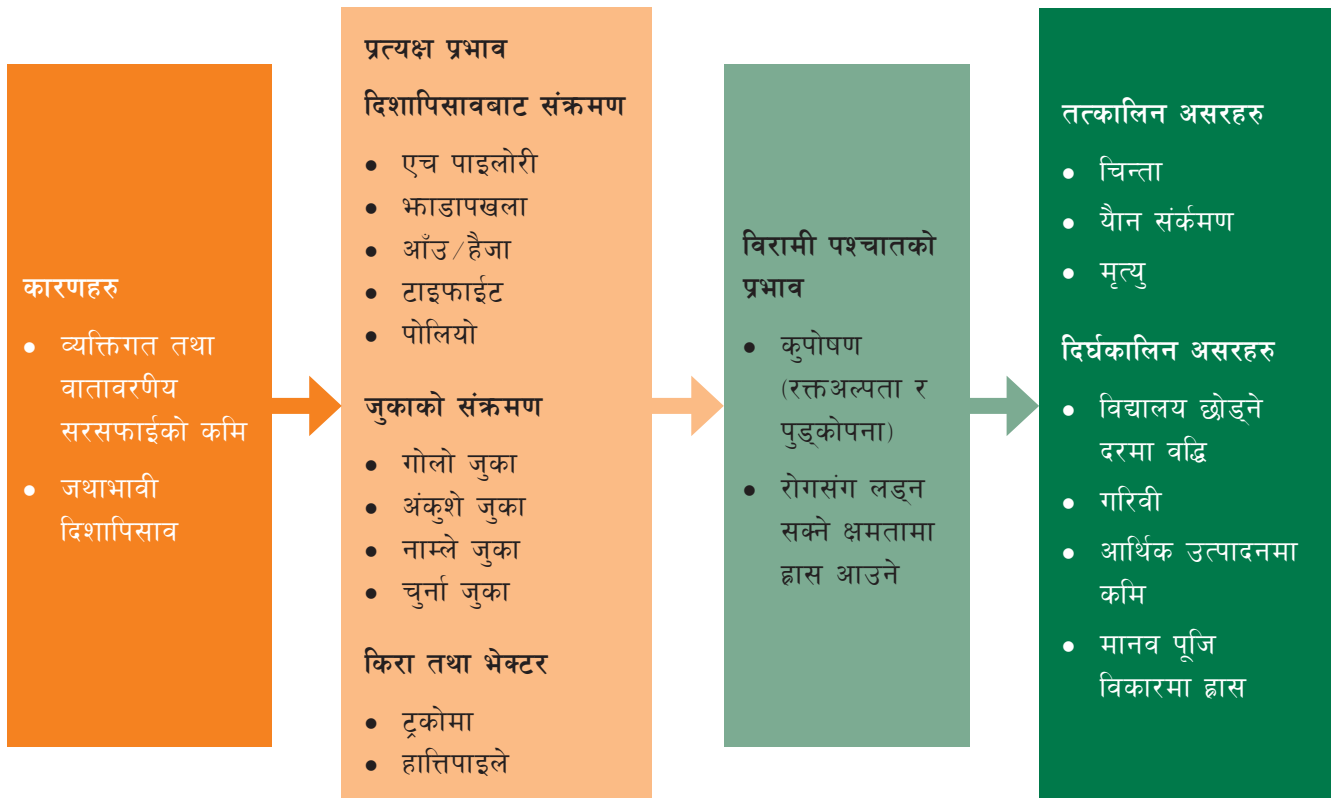 कारणहरु
• व्यक्तिगत तथा
वातावरणीय
सरसफाईको कमि
• जथाभावी
दिशापिसाव
प्रत्यक्ष प्रभाव
दिशापिसावबाट संक्रमण
• एच पाइलोरी
• झाडापखला
• आँउ/हैजा
• टाइफाईट
• पोलियो
जुकाको संक्रमण
• गोलो जुका
• अंकुशे जुका
• नाम्ले जुका
• चुर्ना जुका
किरा तथा भेक्टर
• ट्रकोमा
• हात्तिपाइले
विरामी पश्चातको
प्रभाव
• कुपोषण
(रक्तअल्पता र
पुड्कोपना)
• रोगसंग लड्न
सक्ने क्षमतामा
ह्रास आउने
तत्कालिन असरहरु
• चिन्ता
• यौन संर्कमण
• मृत्यु
दिर्घकालिन असरहरु
• विद्यालय छोड्ने
दरमा वद्धि
• गरिवी
• आर्थिक उत्पादनमा
कमि
• मानव पूजि
विकारमा ह्रास